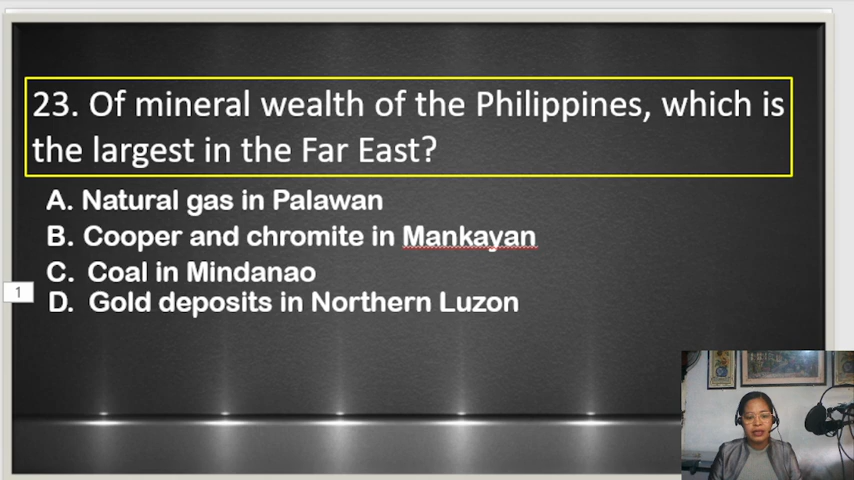 23. Of mineral wealth of the Philippines, which is
the largest in the Far East?
A. Natural gas in Palawan
B. Cooper and chromite in Mankayan
C. Coal in Mindanao
1
D. Gold deposits in Northern Luzon